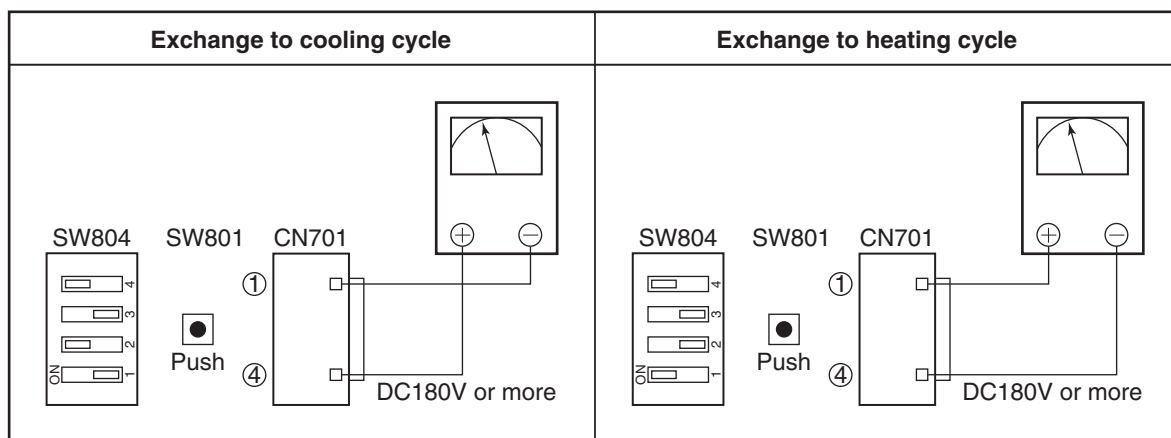 Exchange to cooling cycle
Exchange to heating cycle
SW804 SW801 CN701
+ −
4
3
2
ON 1
Push
①
④
DC180V or more
SW804 SW801 CN701
+ −
4
3
2
ON 1
Push
①
④
DC180V or more